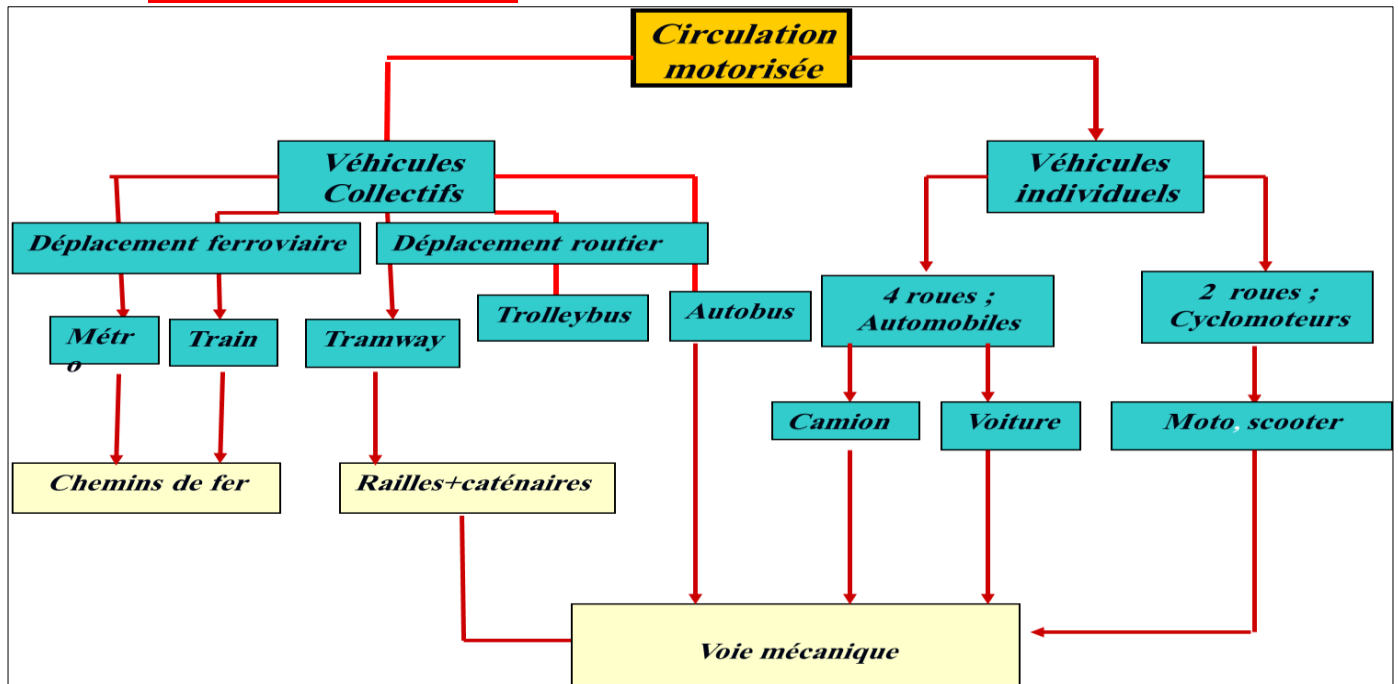 Circulation
motorisée
Véhicules
Collectifs
Véhicules
individuels
Déplacement ferroviaire
Déplacement routier
4 roues ;
Automobiles
2 roues ;
Cyclomoteurs
Métr
o
Train
Tramway
Trolleybus
Autobus
Camion
Voiture
Moto, scooter
Chemins de fer
Railles+caténaires
Voie mécanique